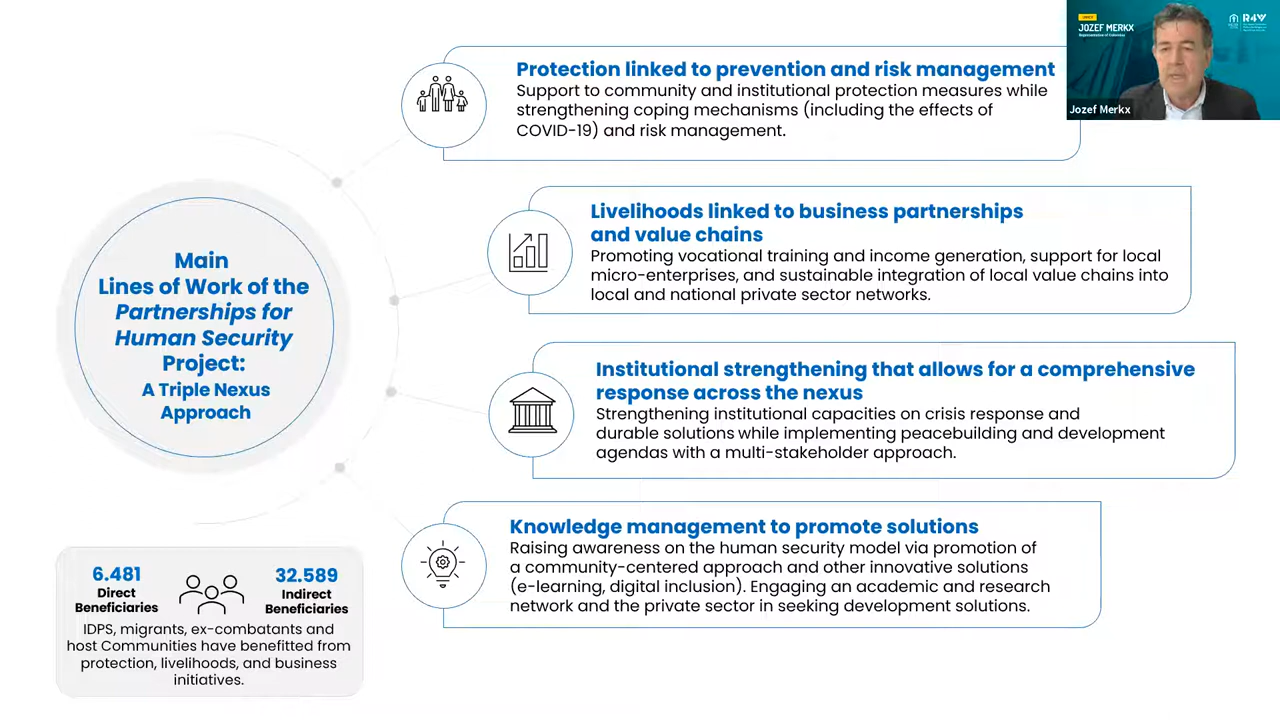 Main
Lines of Work of the
Partnerships for
Human Security
Project:
A Triple Nexus
Approach
Protection linked to prevention and risk management
Support to community and institutional protection measures while
strengthening coping mechanisms (including the effects of
COVID-19) and risk management.
Livelihoods linked to business partnerships
and value chains
Promoting vocational training and income generation, support for local
micro-enterprises, and sustainable integration of local value chains into
local and national private sector networks.
Institutional strengthening that allows for a comprehensive
response across the nexus
Strengthening institutional capacities on crisis response and
durable solutions while implementing peacebuilding and development
agendas with a multi-stakeholder approach.
Knowledge management to promote solutions
Raising awareness on the human security model via promotion of
a community-centered approach and other innovative solutions
(e-learning, digital inclusion). Engaging an academic and research
network and the private sector in seeking development solutions.
6.481
Direct
Beneficiaries
32.589
Indirect
Beneficiaries
IDPS, migrants, ex-combatants and
host Communities have benefitted from
protection, livelihoods, and business
initiatives.
JOZEF MERKX
R4V
Jozef Merkx